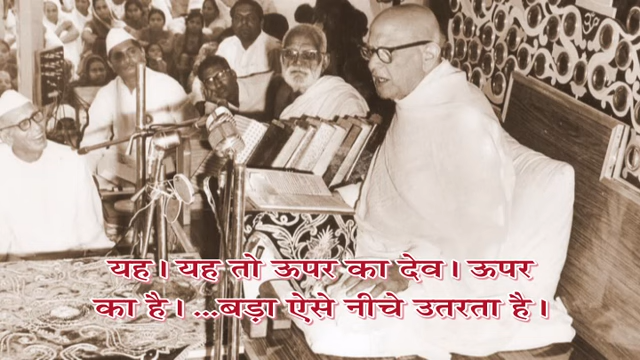 यह। यह तो ऊपर का देव। ऊपर
का है। ...बड़ा ऐसे नीचे उतरता है।